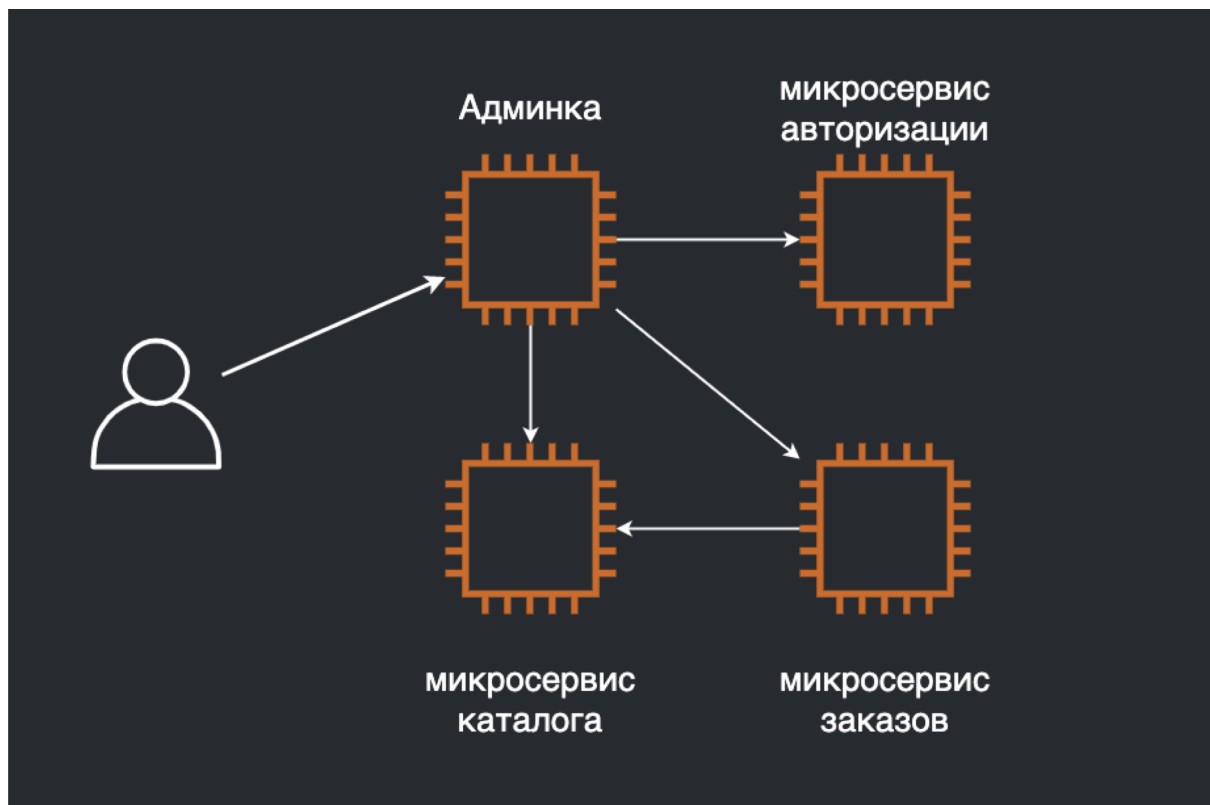 Админка
микросервис
авторизации
микросервис
каталога
микросервис
заказов